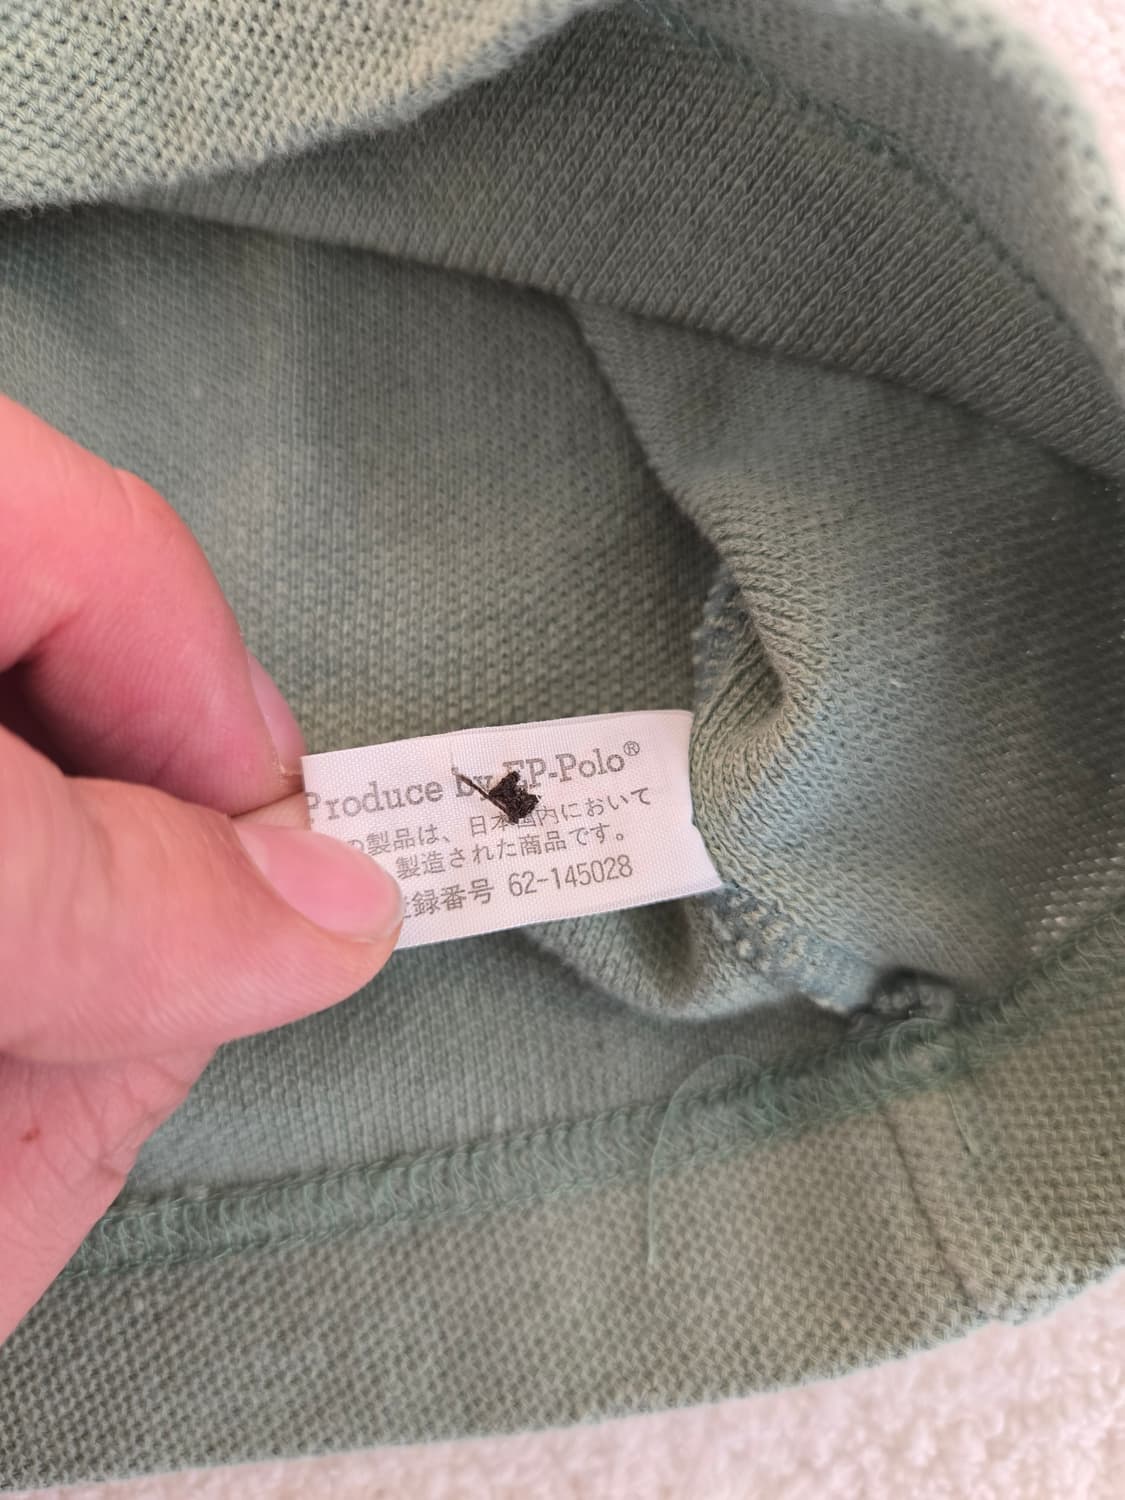 Produce by EP-Polo®
の製品は、日本国内において
製造された商品です。
登録番号 62-145028